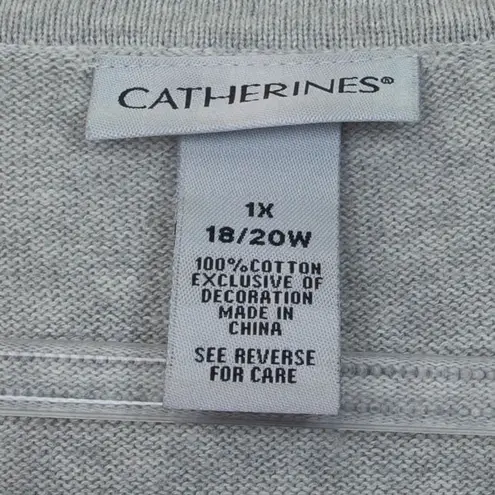 CATHERINES®
1X
18/20W
100%COTTON
EXCLUSIVE OF
DECORATION
MADE IN
CHINA
SEE REVERSE
FOR CARE